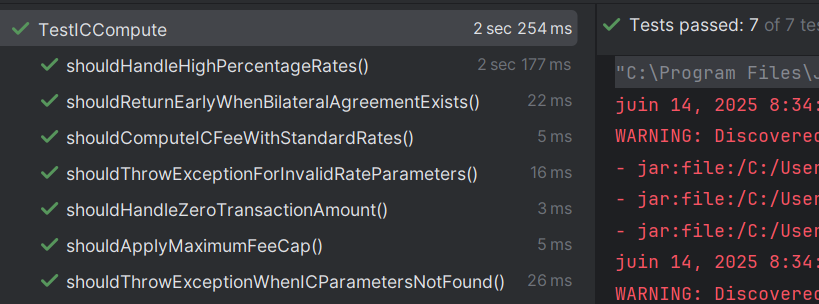 TestICCompute 2 sec 254 ms
shouldHandleHighPercentageRates() 2 sec 177 ms
shouldReturnEarlyWhenBilateralAgreementExists() 22 ms
shouldComputeICFeeWithStandardRates() 5 ms
shouldThrowExceptionForInvalidRateParameters() 16 ms
shouldHandleZeroTransactionAmount() 3 ms
shouldApplyMaximumFeeCap() 5 ms
shouldThrowExceptionWhenICParametersNotFound() 26 ms
Tests passed: 7 of 7 tes
"C:\Program Files\J
juin 14, 2025 8:34:
WARNING: Discovered
- jar:file:/C:/User
- jar:file:/C:/User
- jar:file:/C:/User
juin 14, 2025 8:34:
WARNING: Discovered